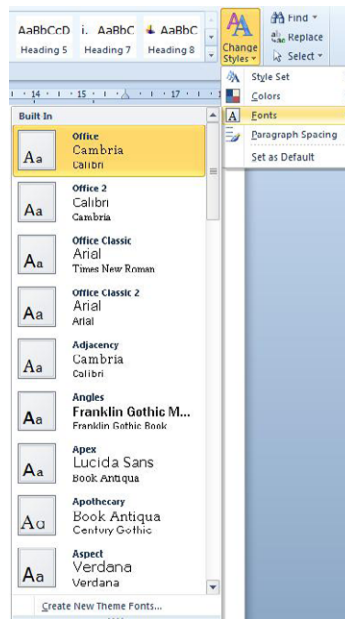 AaBbCcD i. AaBbC AaBbC
Heading 5 Heading 7 Heading 8
Change Styles
Find
Replace
Select
Style Set
Colors
Fonts
Paragraph Spacing
Set as Default
14 15 17
Built In
Aa
Office
Cambria
Calibri
Aa
Office 2
Calibri
Cambria
Aa
Office Classic
Arial
Times New Roman
Aa
Office Classic 2
Arial
Arial
Aa
Adjacency
Cambria
Calibri
Aa
Angles
Franklin Gothic M...
Franklin Gothic Book
Aa
Apex
Lucida Sans
Book Antiqua
Aa
Apothecary
Book Antiqua
Century Gothic
Aa
Aspect
Verdana
Verdana
Create New Theme Fonts...